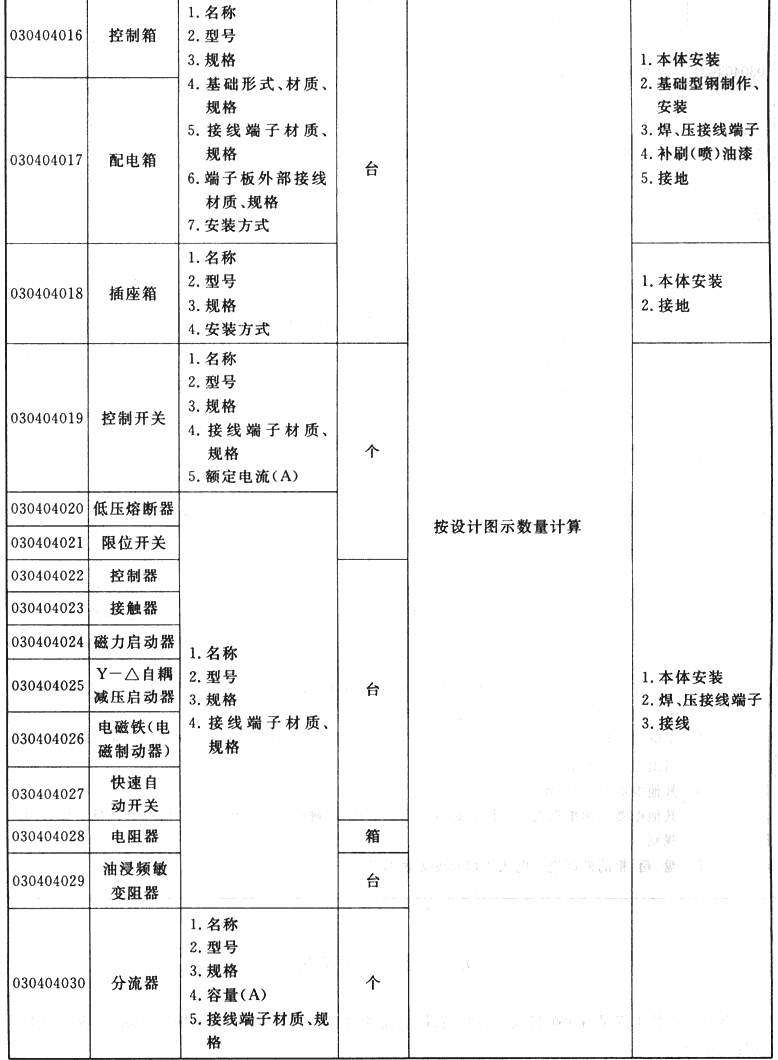 030404016
控制箱
1. 名称
2. 型号
3. 规格
4. 基础形式、材质、
规格
5. 接线端子材质、
规格
6. 端子板外部接线
材质、规格
7. 安装方式
台
按设计图示数量计算
1. 本体安装
2. 基础型钢制作、
安装
3. 焊、压接线端子
4. 补刷(喷)油漆
5. 接地
030404017
配电箱
030404018
插座箱
1. 名称
2. 型号
3. 规格
4. 安装方式
1. 本体安装
2. 接地
030404019
控制开关
1. 名称
2. 型号
3. 规格
4. 接线端子材质、
规格
5. 额定电流(A)
个
1. 本体安装
2. 焊、压接线端子
3. 接线
030404020
低压熔断器
1. 名称
2. 型号
3. 规格
4. 接线端子材质、
规格
030404021
限位开关
030404022
控制器
台
030404023
接触器
030404024
磁力启动器
030404025
Y－△自耦
减压启动器
030404026
电磁铁(电
磁制动器)
030404027
快速自
动开关
030404028
电阻器
箱
030404029
油浸频敏
变阻器
台
030404030
分流器
1. 名称
2. 型号
3. 规格
4. 容量(A)
5. 接线端子材质、规
格
个